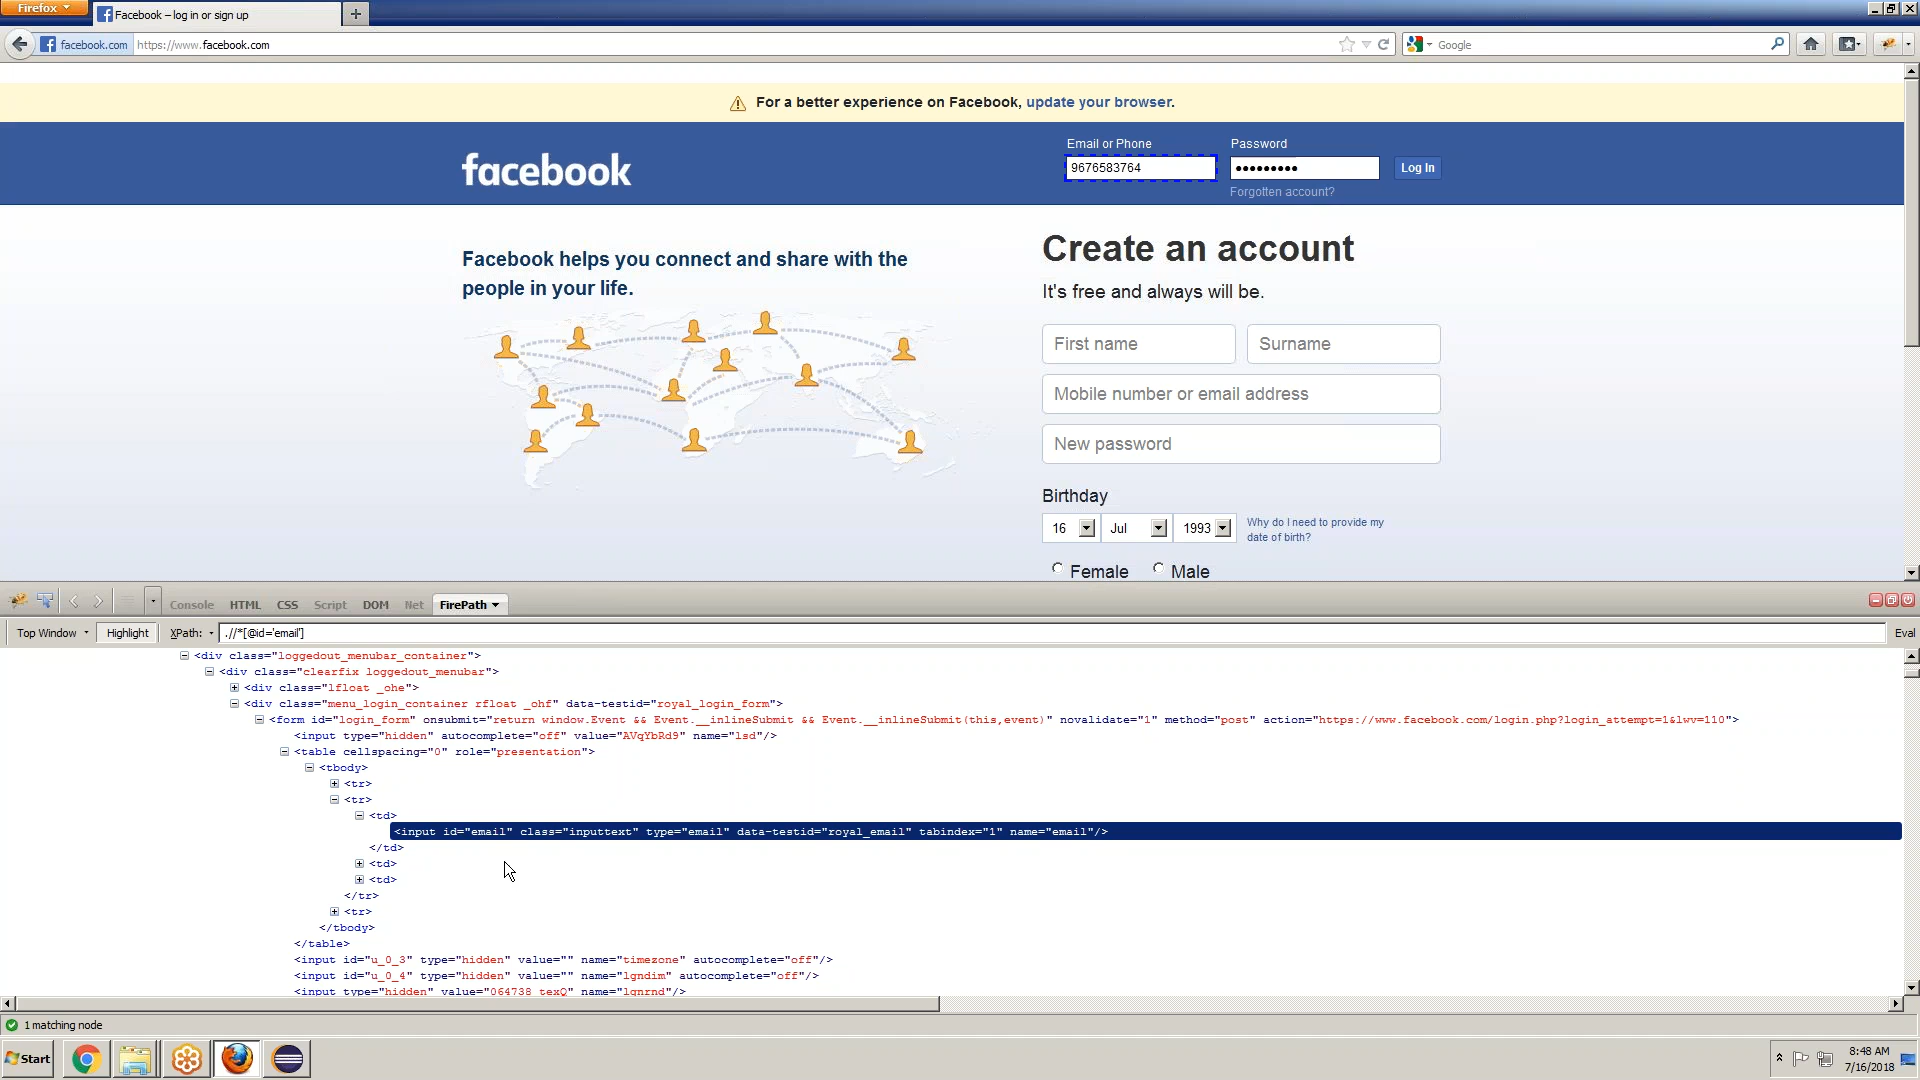 Firefox
Facebook – log in or sign up
facebook.com
https://www.facebook.com
Google
For a better experience on Facebook, update your browser.
facebook
Email or Phone
Password
9676583764
●●●●●●●●●
Log In
Forgotten account?
Facebook helps you connect and share with the
people in your life.
Create an account
It's free and always will be.
First name
Surname
Mobile number or email address
New password
Birthday
16
Jul
1993
Why do I need to provide my
date of birth?
Female
Male
Console
HTML
CSS
Script
DOM
Net
FirePath
Top Window
Highlight
XPath:
.//*[@id='email']
Eval
<div class="loggedout_menubar_container">
<div class="clearfix loggedout_menubar">
<div class="lfloat _ohe">
<div class="menu_login_container rfloat _ohf" data-testid="royal_login_form">
<form id="login_form" onsubmit="return window.Event && Event.__inlineSubmit && Event.__inlineSubmit(this,event)" novalidate="1" method="post" action="https://www.facebook.com/login.php?login_attempt=1&lwv=110">
<input type="hidden" autocomplete="off" value="AVqYbRd9" name="lsd"/>
<table cellspacing="0" role="presentation">
<tbody>
<tr>
<tr>
<td>
<input id="email" class="inputtext" type="email" data-testid="royal_email" tabindex="1" name="email"/>
</td>
<td>
<td>
</tr>
<tr>
</tbody>
</table>
<input id="u_0_3" type="hidden" value="" name="timezone" autocomplete="off"/>
<input id="u_0_4" type="hidden" value="" name="lgndim" autocomplete="off"/>
<input type="hidden" value="064738_texQ" name="lgnrnd"/>
1 matching node
Start
8:48 AM
7/16/2018